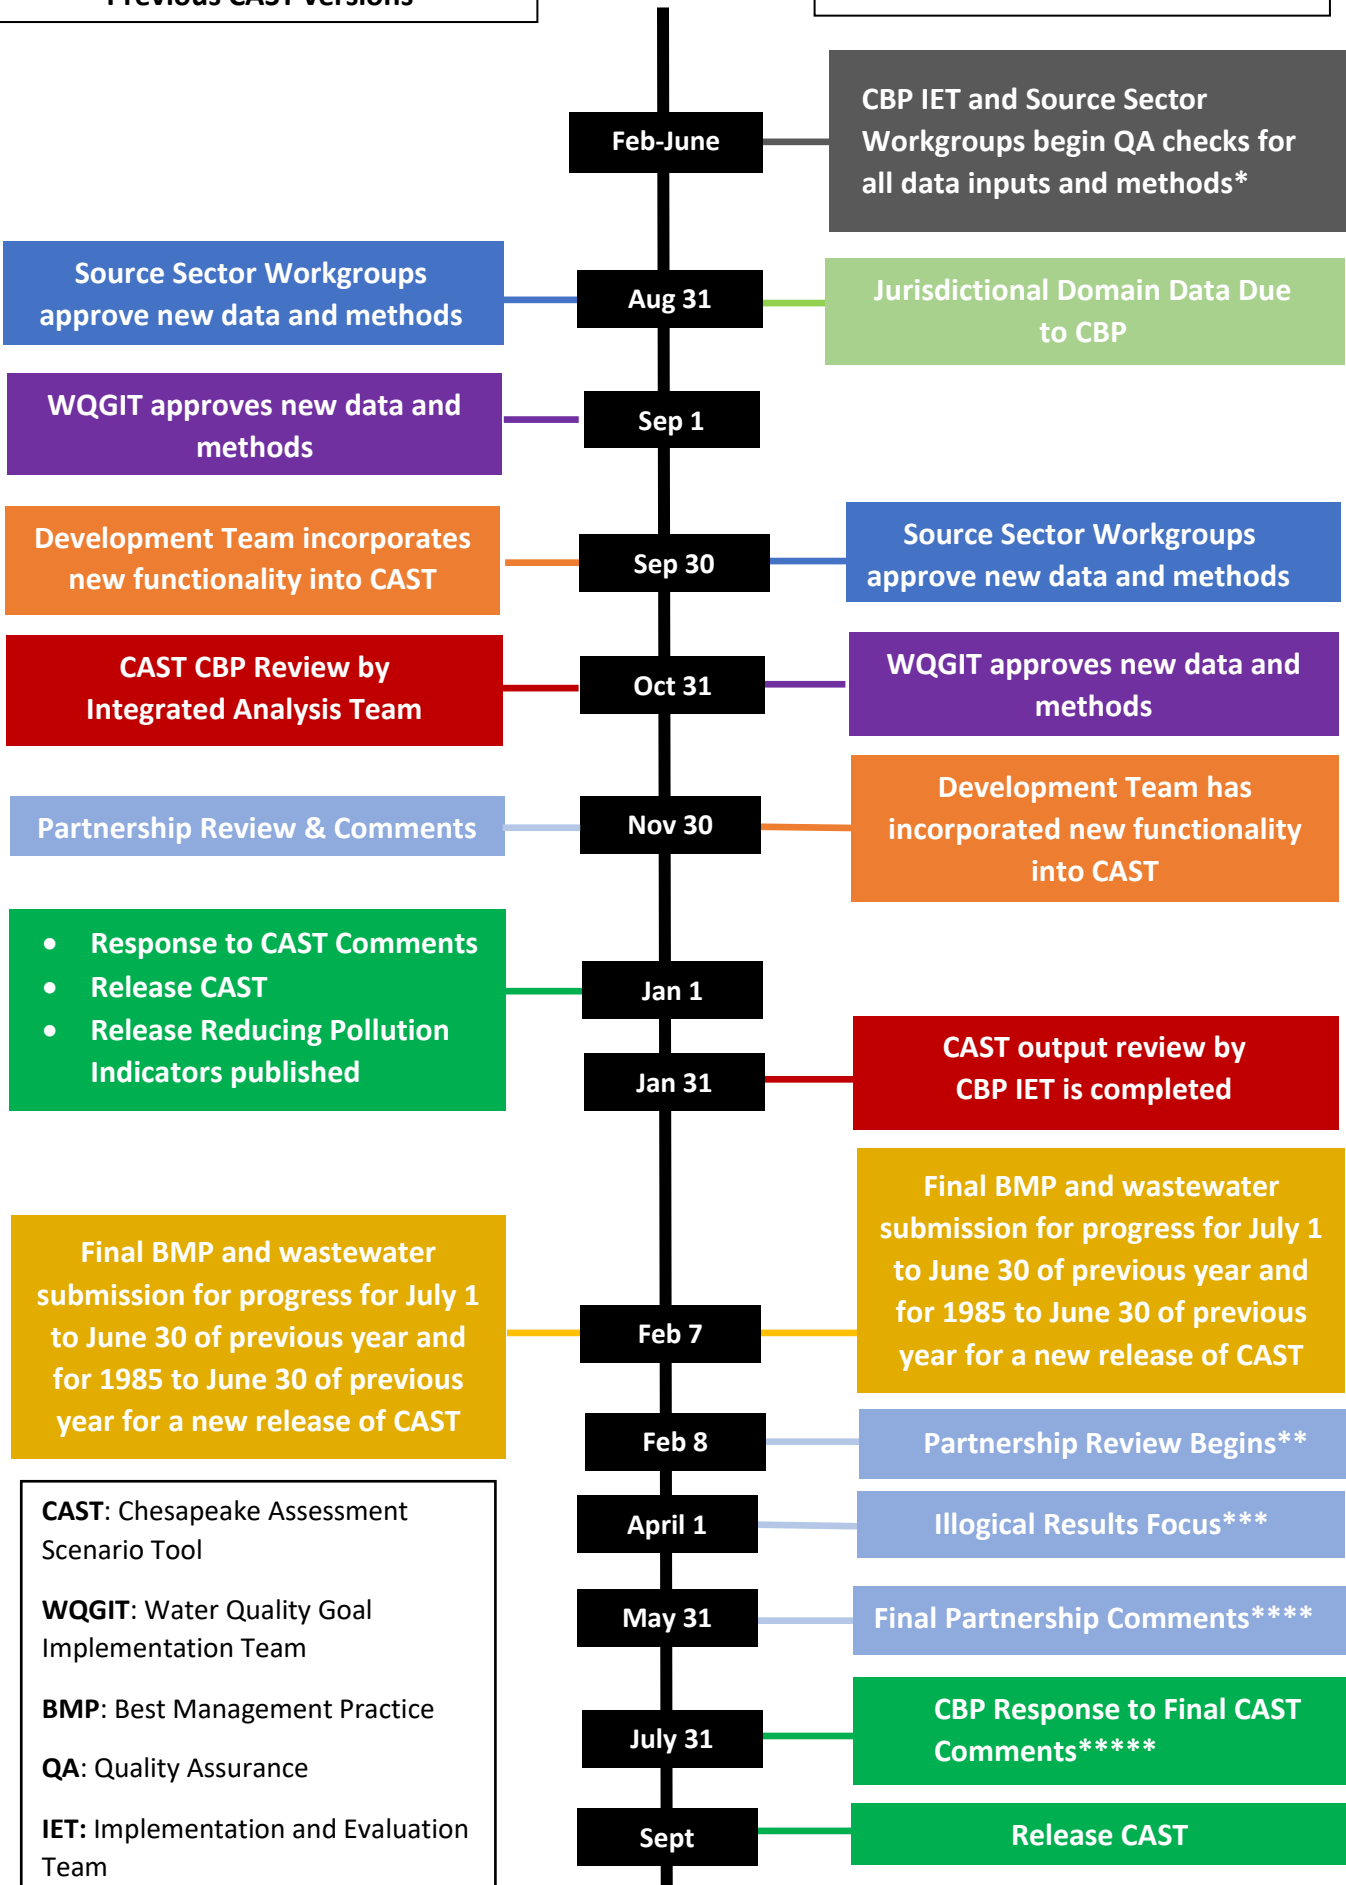 Previous CAST versions
Feb-June
CBP IET and Source Sector
Workgroups begin QA checks for
all data inputs and methods*
Source Sector Workgroups
approve new data and methods
Aug 31
Jurisdictional Domain Data Due
to CBP
WQGIT approves new data and
methods
Sep 1
Development Team incorporates
new functionality into CAST
Sep 30
Source Sector Workgroups
approve new data and methods
CAST CBP Review by
Integrated Analysis Team
Oct 31
WQGIT approves new data and
methods
Partnership Review & Comments
Nov 30
Development Team has
incorporated new functionality
into CAST
• Response to CAST Comments
• Release CAST
• Release Reducing Pollution
Indicators published
Jan 1
Jan 31
CAST output review by
CBP IET is completed
Final BMP and wastewater
submission for progress for July 1
to June 30 of previous year and
for 1985 to June 30 of previous
year for a new release of CAST
Feb 7
Final BMP and wastewater
submission for progress for July 1
to June 30 of previous year and
for 1985 to June 30 of previous
year for a new release of CAST
Feb 8
Partnership Review Begins**
April 1
Illogical Results Focus***
May 31
Final Partnership Comments****
July 31
CBP Response to Final CAST
Comments*****
Sept
Release CAST
CAST: Chesapeake Assessment
Scenario Tool
WQGIT: Water Quality Goal
Implementation Team
BMP: Best Management Practice
QA: Quality Assurance
IET: Implementation and Evaluation
Team